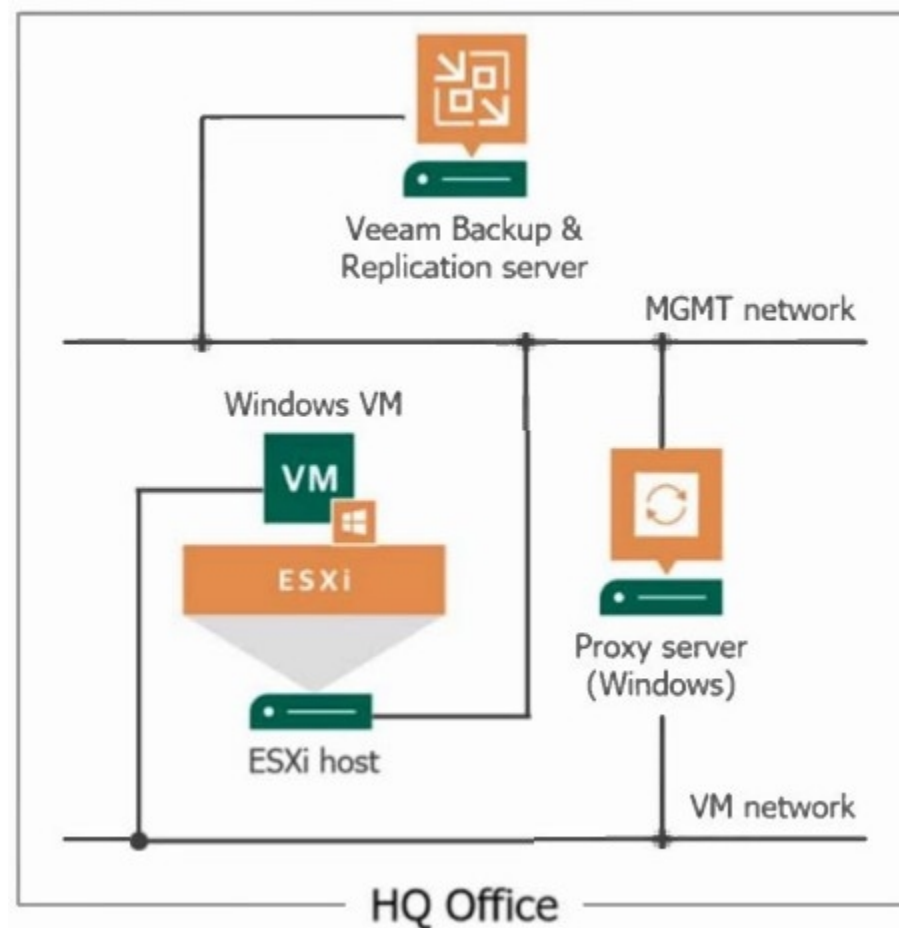 Veeam Backup &
Replication server
MGMT network
Windows VM
VM
ESXi
ESXi host
Proxy server
(Windows)
VM network
HQ Office